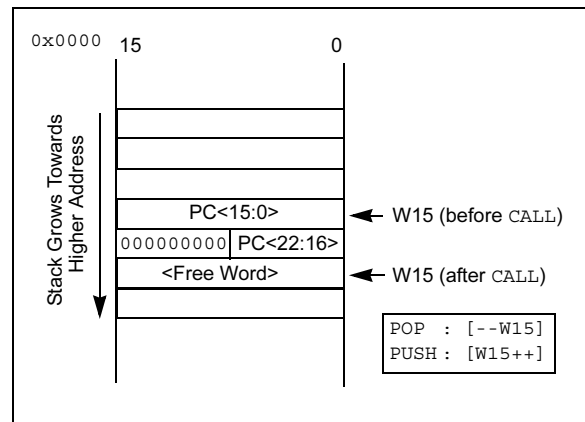 0x0000 15 0
Stack Grows Towards
Higher Address
PC<15:0>
W15 (before CALL)
000000000 PC<22:16>
<Free Word>
W15 (after CALL)
POP : [--W15]
PUSH : [W15++]